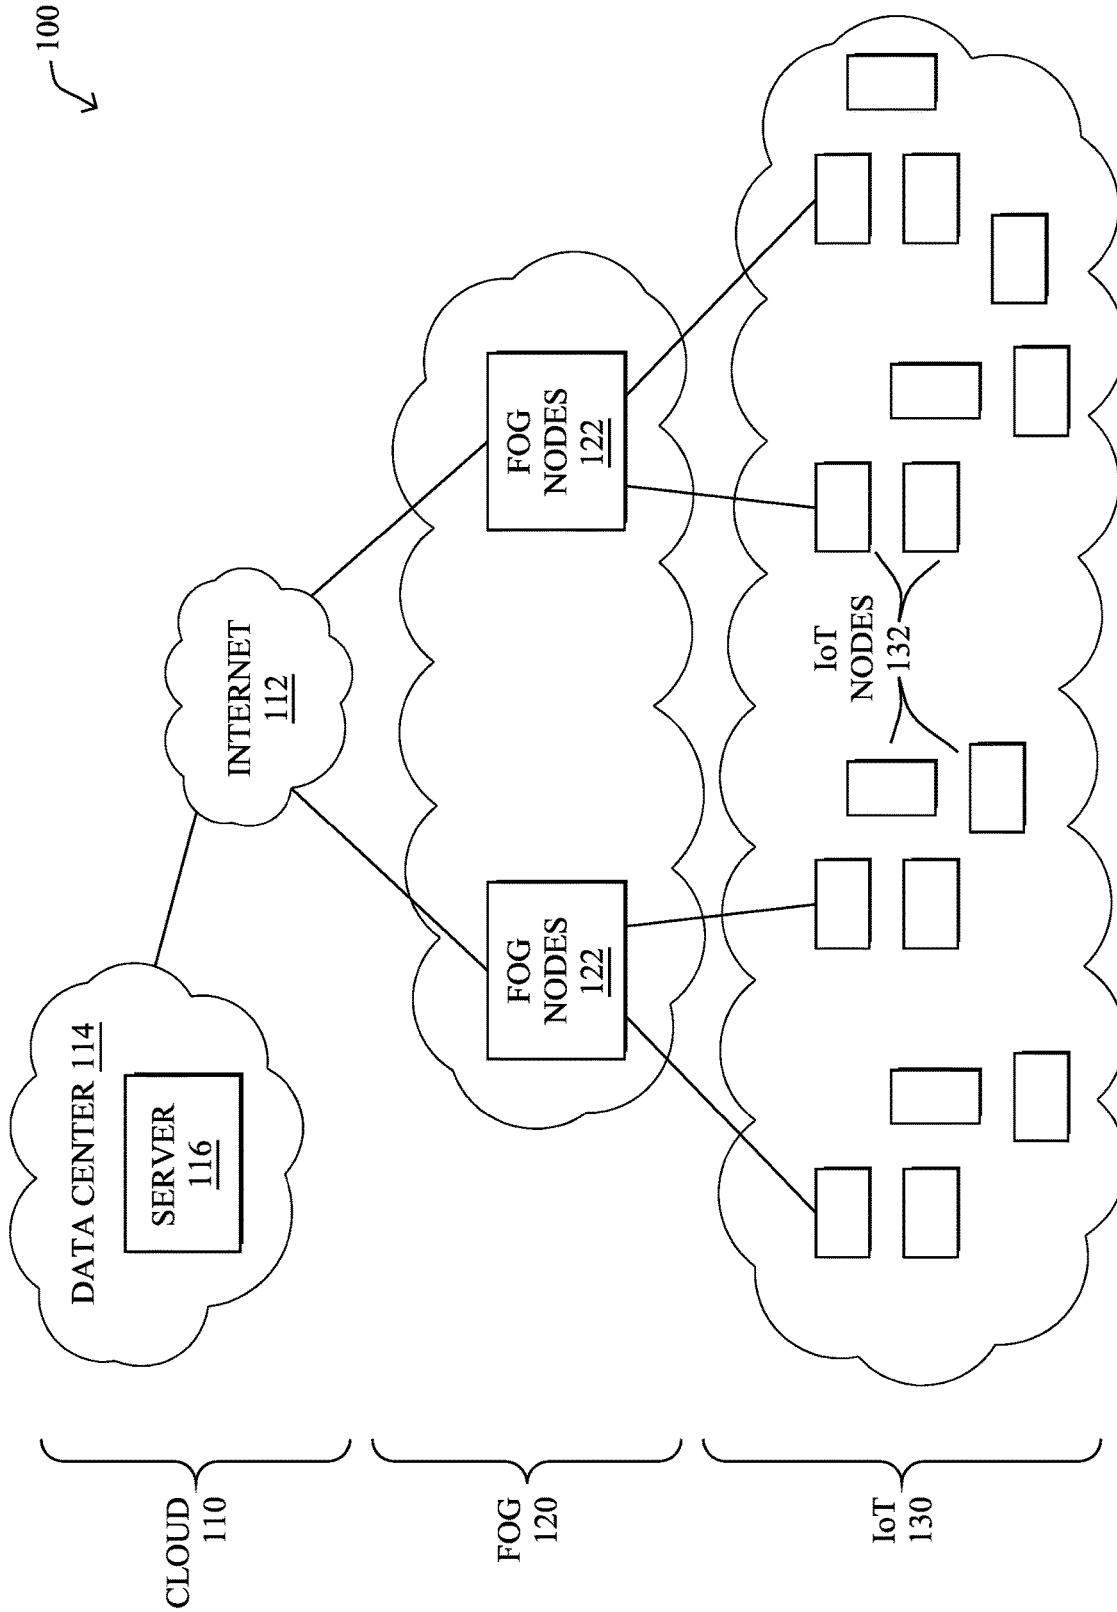 100
CLOUD
110
DATA CENTER 114
SERVER
116
INTERNET
112
FOG
120
FOG
NODES
122
FOG
NODES
122
IoT
130
IoT
NODES
132